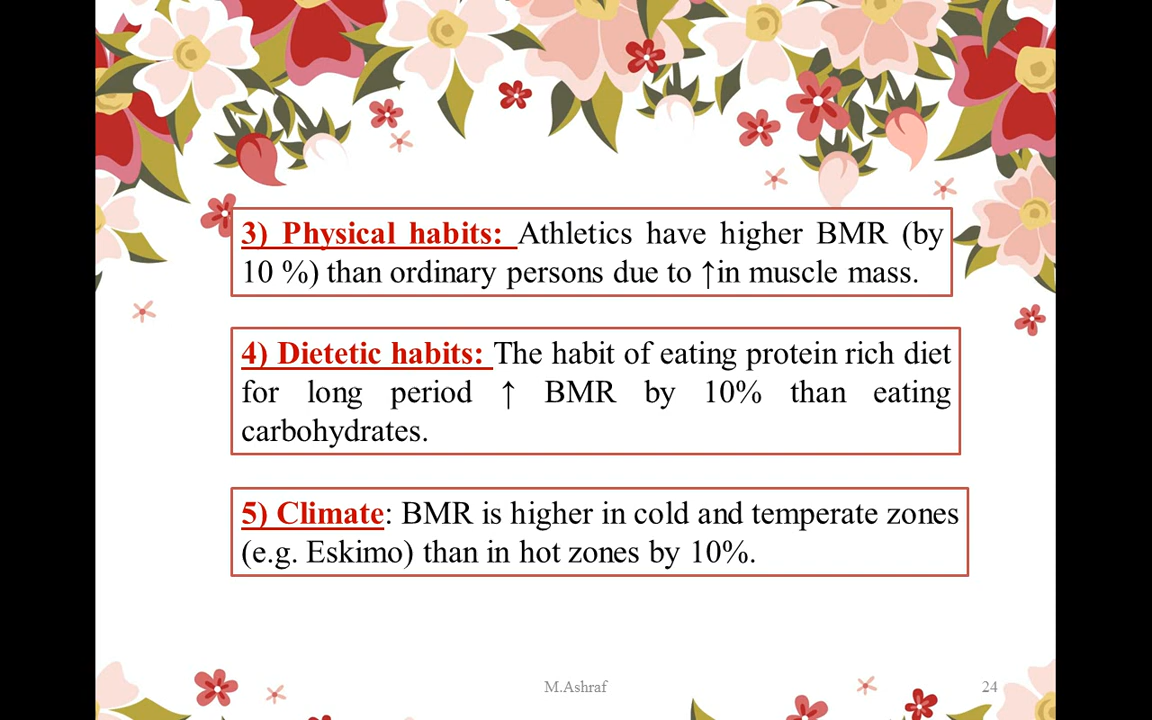 3) Physical habits: Athletics have higher BMR (by
10 %) than ordinary persons due to ↑in muscle mass.
4) Dietetic habits: The habit of eating protein rich diet
for long period ↑ BMR by 10% than eating
carbohydrates.
5) Climate: BMR is higher in cold and temperate zones
(e.g. Eskimo) than in hot zones by 10%.
M.Ashraf
24